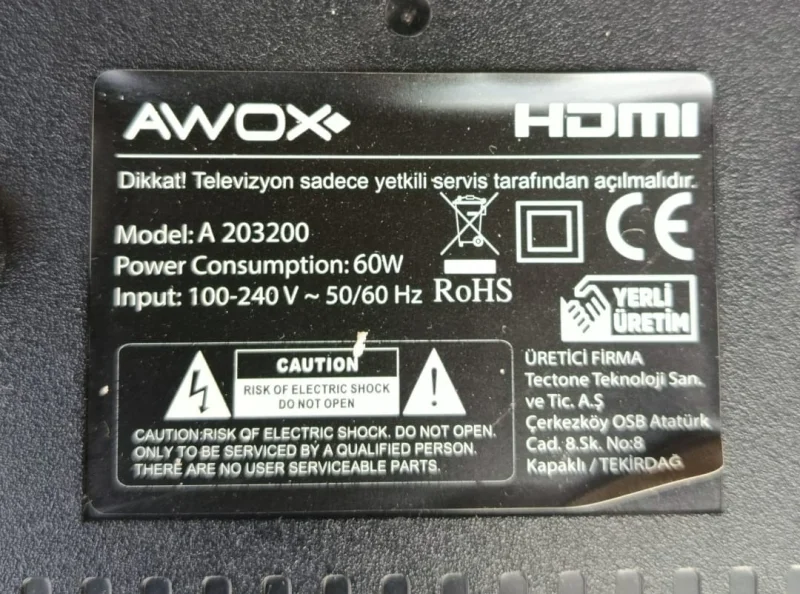 AWOX
HDMI
Dikkat! Televizyon sadece yetkili servis tarafından açılmalıdır.
Model: A 203200
Power Consumption: 60W
Input: 100-240 V ~ 50/60 Hz
RoHS
CE
YERLİ
ÜRETİM
CAUTION
RISK OF ELECTRIC SHOCK
DO NOT OPEN
CAUTION:RISK OF ELECTRIC SHOCK. DO NOT OPEN.
ONLY TO BE SERVICED BY A QUALIFIED PERSON.
THERE ARE NO USER SERVICEABLE PARTS.
ÜRETİCİ FİRMA
Tectone Teknoloji San.
ve Tic. A.Ş
Çerkezköy OSB Atatürk
Cad. 8.Sk. No:8
Kapaklı / TEKİRDAĞ